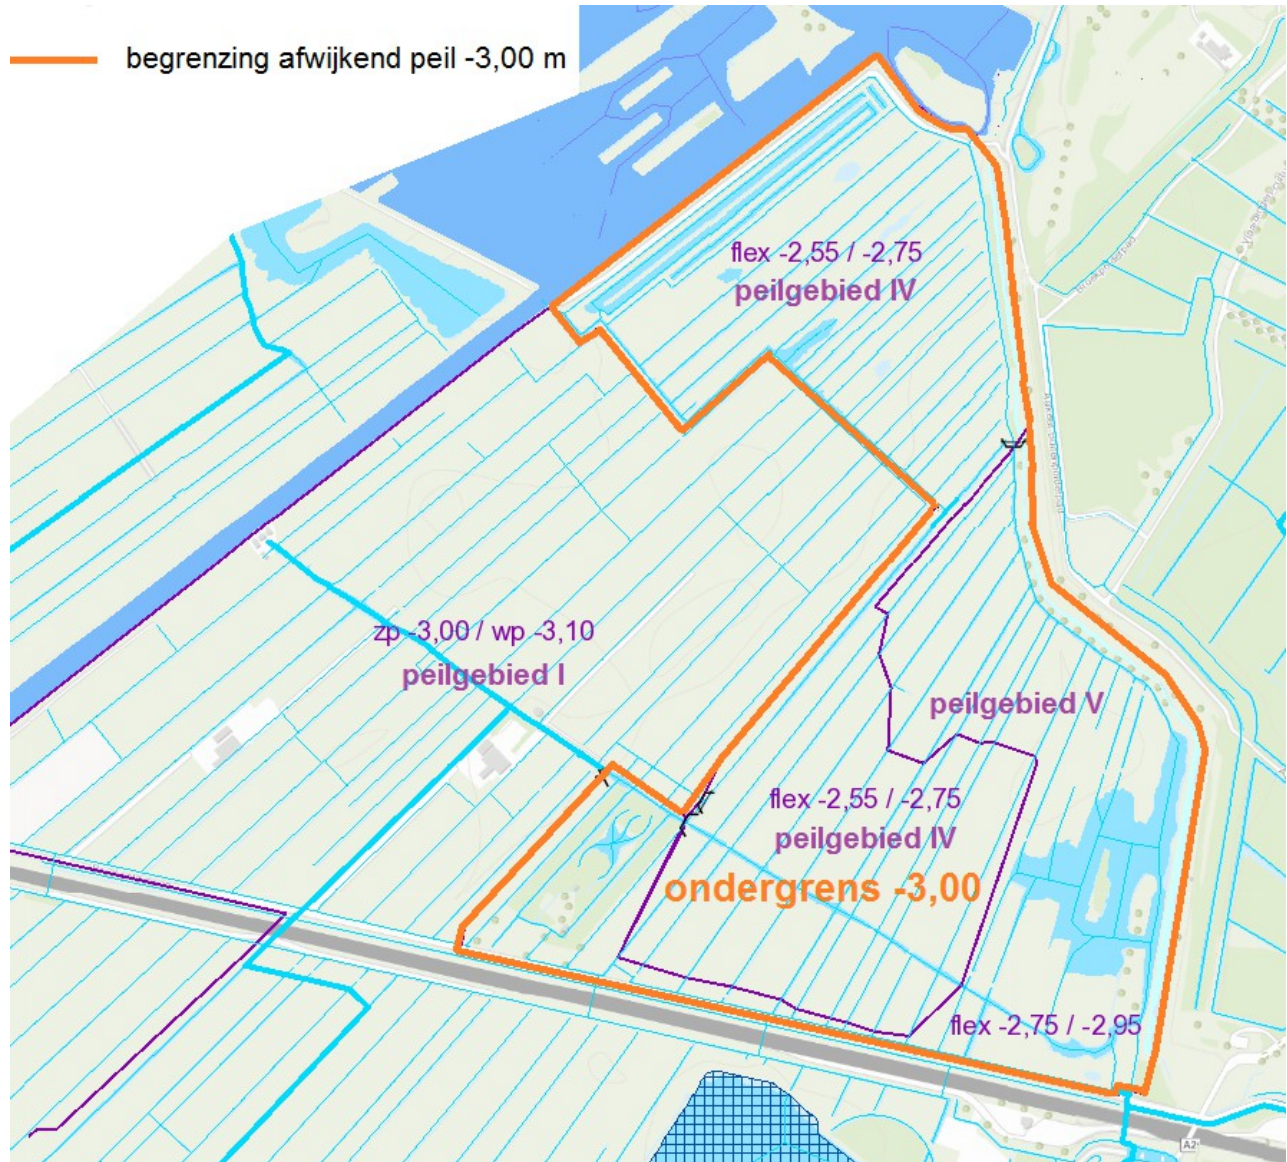 begrenzing afwijkend peil -3,00 m
flex -2,55 / -2,75
peilgebied IV
zp -3,00 / wp -3,10
peilgebied I
peilgebied V
flex -2,55 / -2,75
peilgebied IV
ondergrens -3,00
flex -2,75 / -2,95